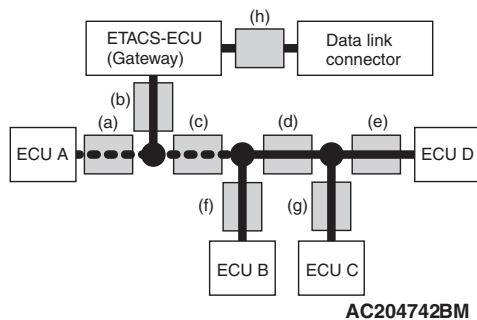 (h)
ETACS-ECU
(Gateway)
Data link
connector
(b)
(a)
(c)
(d)
(e)
ECU A
ECU D
(f)
(g)
ECU B
ECU C
AC204742BM